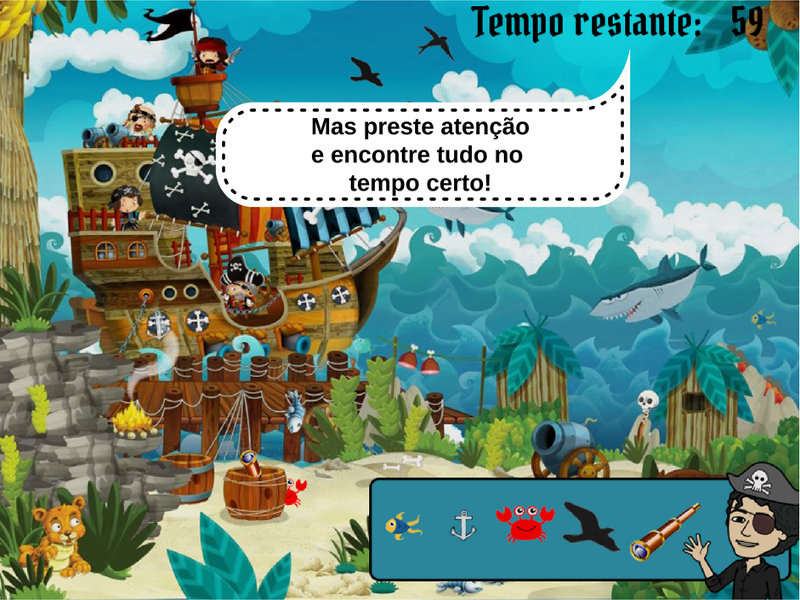 Tempo restante: 59
Mas preste atenção
e encontre tudo no
tempo certo!